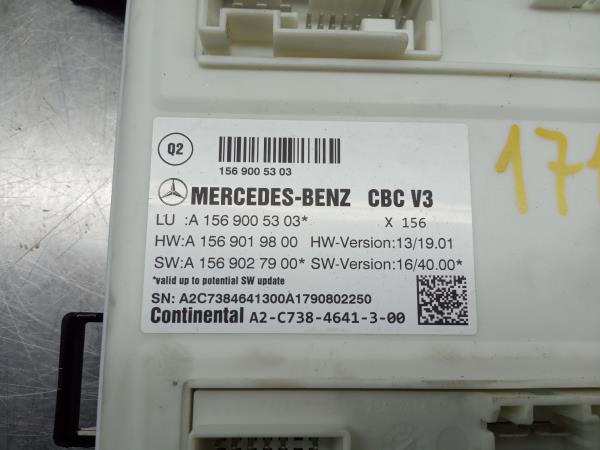 Q2
156 900 53 03
MERCEDES-BENZ CBC V3
LU :A 156 900 53 03* X 156
HW:A 156 901 98 00 HW-Version:13/19.01
SW:A 156 902 79 00* SW-Version:16/40.00*
*valid up to potential SW update
SN: A2C7384641300A1790802250
Continental A2-C738-4641-3-00
171